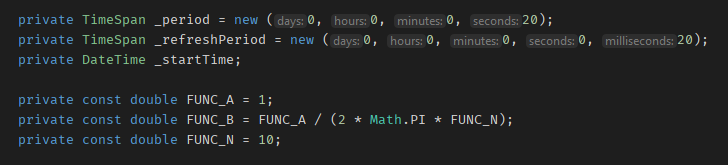 private TimeSpan _period = new (days:0, hours:0, minutes:0, seconds:20);
private TimeSpan _refreshPeriod = new (days:0, hours:0, minutes:0, seconds:0, milliseconds:20);
private DateTime _startTime;
private const double FUNC_A = 1;
private const double FUNC_B = FUNC_A / (2 * Math.PI * FUNC_N);
private const double FUNC_N = 10;